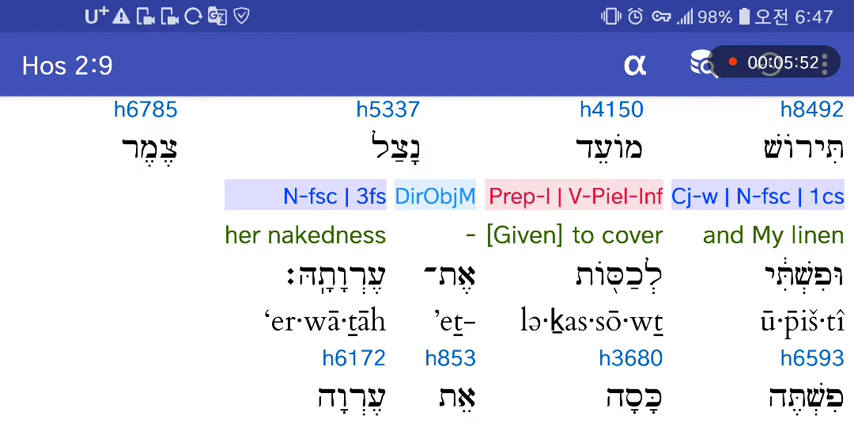 U+ 98% 오전 6:47
Hos 2:9 α 00:05:52
h8492 h4150 h5337 h6785
תִּירוֹשׁ מוֹעֵד נָצַל צֶמֶר
Cj-w | N-fsc | 1cs Prep-l | V-Piel-Inf DirObjM N-fsc | 3fs
and My linen [Given] to cover - her nakedness
וּפִשְׁתִּ֔י לְכַסּ֖וֹת אֶת־ עֶרְוָתָֽהּ׃
ū·p̄iš·tî lə·ḵas·sō·wṯ ’eṯ- ‘er·wā·ṯāh
h6593 h3680 h853 h6172
פִּשְׁתֶּה כָּסָה אֵת עֶרְוָה